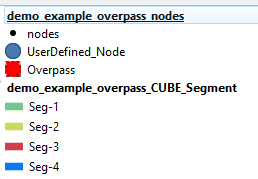 demo_example_overpass_nodes
nodes
UserDefined_Node
Overpass
demo_example_overpass_CUBE_Segment
Seg-1
Seg-2
Seg-3
Seg-4